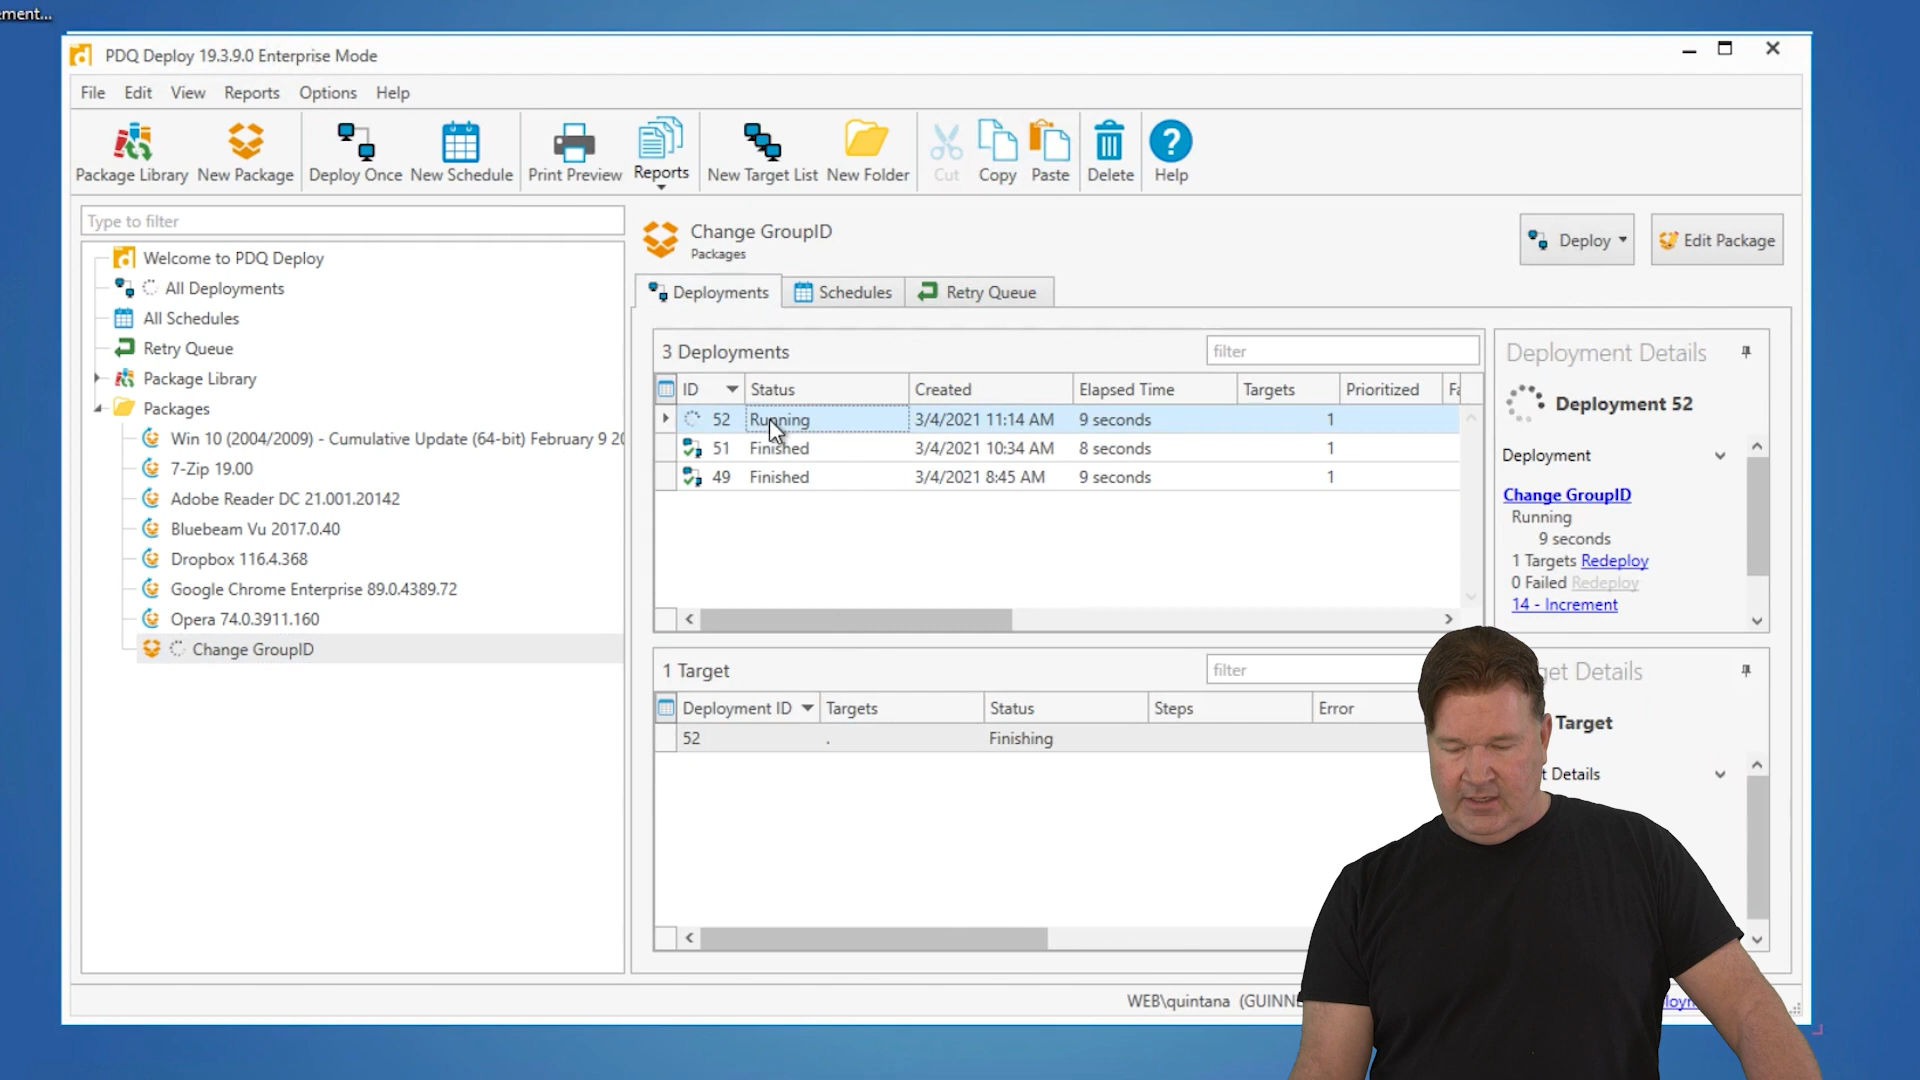 ement...
PDQ Deploy 19.3.9.0 Enterprise Mode
File Edit View Reports Options Help
Package Library New Package Deploy Once New Schedule Print Preview Reports New Target List New Folder Cut Copy Paste Delete Help
Type to filter
Welcome to PDQ Deploy
All Deployments
All Schedules
Retry Queue
Package Library
Packages
Win 10 (2004/2009) - Cumulative Update (64-bit) February 9 20
7-Zip 19.00
Adobe Reader DC 21.001.20142
Bluebeam Vu 2017.0.40
Dropbox 116.4.368
Google Chrome Enterprise 89.0.4389.72
Opera 74.0.3911.160
Change GroupID
Change GroupID
Packages
Deploy Edit Package
Deployments Schedules Retry Queue
3 Deployments filter
ID Status Created Elapsed Time Targets Prioritized Fa
52 Running 3/4/2021 11:14 AM 9 seconds 1
51 Finished 3/4/2021 10:34 AM 8 seconds 1
49 Finished 3/4/2021 8:45 AM 9 seconds 1
Deployment Details
Deployment 52
Deployment
Change GroupID
Running
9 seconds
1 Targets Redeploy
0 Failed Redeploy
14 - Increment
1 Target filter
Deployment ID Targets Status Steps Error
52 . Finishing
get Details
Target
t Details
WEB\quintana (GUINNE